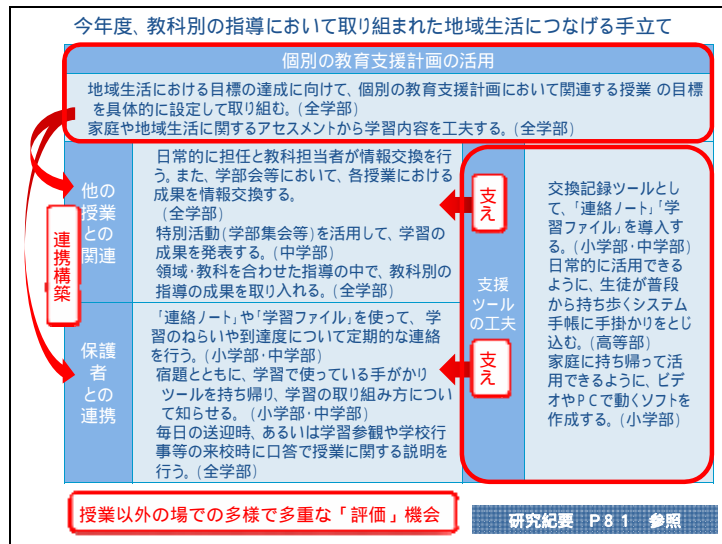 今年度、教科別の指導において取り組まれた地域生活につなげる手立て
個別の教育支援計画の活用
地域生活における目標の達成に向けて、個別の教育支援計画において関連する授業 の目標
を具体的に設定して取り組む。(全学部)
家庭や地域生活に関するアセスメントから学習内容を工夫する。(全学部)
連携構築
他の
授業
との
関連
日常的に担任と教科担当者が情報交換を行
う。また、学部会等において、各授業における
成果を情報交換する。
(全学部)
特別活動(学部集会等)を活用して、学習の
成果を発表する。(中学部)
領域・教科を合わせた指導の中で、教科別の
指導の成果を取り入れる。(全学部)
保護
者
との
連携
「連絡ノート」や「学習ファイル」を使って、学
習のねらいや到達度について定期的な連絡
を行う。(小学部・中学部)
宿題とともに、学習で使っている手がかり
ツールを持ち帰り、学習の取り組み方につい
て知らせる。(小学部・中学部)
毎日の送迎時、あるいは学習参観や学校行
事等の来校時に口答で授業に関する説明を
行う。(全学部)
支え
支え
支援
ツール
の工夫
交換記録ツールとし
て、「連絡ノート」「学
習ファイル」を導入す
る。(小学部・中学部)
日常的に活用できる
ように、生徒が普段
から持ち歩くシステム
手帳に手掛かりをとじ
込む。(高等部)
家庭に持ち帰って活
用できるように、ビデ
オやPCで動くソフトを
作成する。(小学部)
授業以外の場での多様で多重な「評価」機会
研究紀要 P81 参照